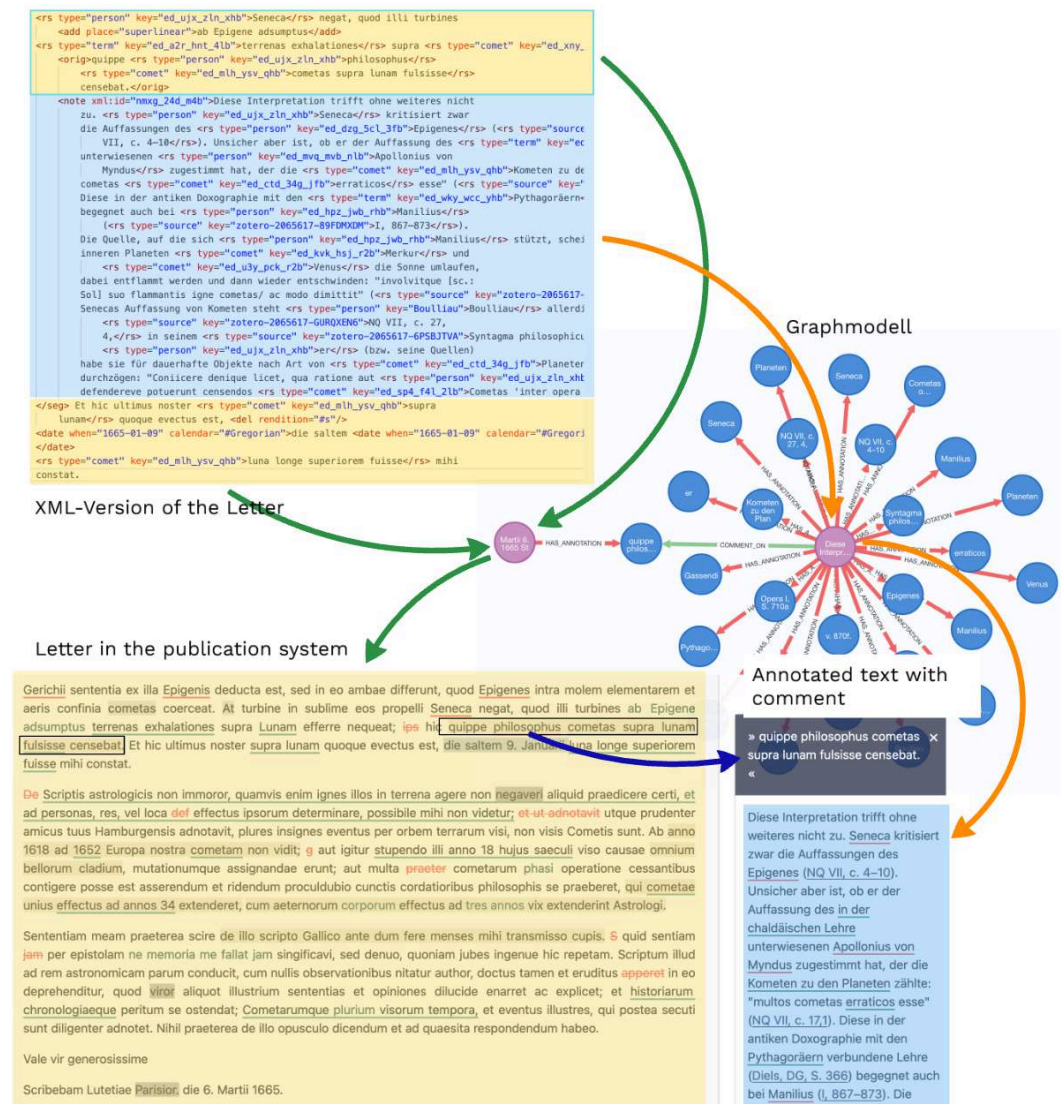 <rs type="person" key="ed_ujx_zln_xhb">Seneca</rs> negat, quod illi turbines
<add place="superlinear">ab Epigene adsumptus</add>
<rs type="term" key="ed_a2r_hnt_4lb">terrenas exhalationes</rs> supra <rs type="comet" key="ed_xny_
<orig>quippe <rs type="person" key="ed_ujx_zln_xhb">philosophus</rs>
<rs type="comet" key="ed_mlh_ysv_qhb">cometas supra lunam fulsisse</rs>
censebat.</orig>
<note xml:id="nmxg_24d_m4b">Diese Interpretation trifft ohne weiteres nicht
zu. <rs type="person" key="ed_ujx_zln_xhb">Seneca</rs> kritisiert zwar
die Auffassungen des <rs type="person" key="ed_dzg_5cl_3fb">Epigenes</rs> (<rs type="source
VII, c. 4–10</rs>). Unsicher aber ist, ob er der Auffassung des <rs type="term" key="ec
unterwiesenen <rs type="person" key="ed_mvq_mvb_nlb">Apollonius von
Myndus</rs> zugestimmt hat, der die <rs type="comet" key="ed_mlh_ysv_qhb">Kometen zu de
cometas <rs type="comet" key="ed_ctd_34g_jfb">erraticos</rs> esse" (<rs type="source" key="
Diese in der antiken Doxographie mit den <rs type="term" key="ed_wky_wcc_yhb">Pythagoräern<
begegnet auch bei <rs type="person" key="ed_hpz_jwb_rhb">Manilius</rs>
(<rs type="source" key="zotero-2065617-89FDMXDM">I, 867–873</rs>).
Die Quelle, auf die sich <rs type="person" key="ed_hpz_jwb_rhb">Manilius</rs> stützt, schei
inneren Planeten <rs type="comet" key="ed_kvk_hsj_r2b">Merkur</rs> und
<rs type="comet" key="ed_u3y_pck_r2b">Venus</rs> die Sonne umlaufen,
dabei entflammt werden und dann wieder entschwinden: "involvitque [sc.:
Sol] suo flammantis igne cometas/ ac modo dimittit" (<rs type="source" key="zotero-2065617-
Senecas Auffassung von Kometen steht <rs type="person" key="Boulliau">Boulliau</rs> allerdi
<rs type="source" key="zotero-2065617-GURQXEN6">NQ VII, c. 27,
4,</rs> in seinem <rs type="source" key="zotero-2065617-6PSBJTVA">Syntagma philosophicu
<rs type="person" key="ed_ujx_zln_xhb">er</rs> (bzw. seine Quellen)
habe sie für dauerhafte Objekte nach Art von <rs type="comet" key="ed_ctd_34g_jfb">Planeten
durchzögen: "Coniicere denique licet, qua ratione aut <rs type="person" key="ed_ujx_zln_xhb
defendereve potuerunt censendos <rs type="comet" key="ed_sp4_f4l_2lb">Cometas 'inter opera
</seg> Et hic ultimus noster <rs type="comet" key="ed_mlh_ysv_qhb">supra
lunam</rs> quoque evectus est, <del rendition="#s"/>
<date when="1665-01-09" calendar="#Gregorian">die saltem <date when="1665-01-09" calendar="#Gregori
</date>
<rs type="comet" key="ed_mlh_ysv_qhb">luna longe superiorem fuisse</rs> mihi
constat.
XML-Version of the Letter
Graphmodell
Planeten
Seneca
Cometas o...
Seneca
NQ VII, c. 27, 4,
NQ VII, c. 4-10
Manilius
er
Kometen zu den Plan
Syntagma philos...
Planeten
Martii 6. 1665 St
HAS_ANNOTATION
quippe philos...
COMMENT_ON
Diese Interpr...
HAS_ANNOTATION
erraticos
Gassendi
Venus
Opera I, S. 710a
Epigenes
Pythago...
v. 870f.
Manilius
Letter in the publication system
Annotated text with
comment
Gerichii sententia ex illa Epigenis deducta est, sed in eo ambae differunt, quod Epigenes intra molem elementarem et
aeris confinia cometas coerceat. At turbine in sublime eos propelli Seneca negat, quod illi turbines ab Epigene
adsumptus terrenas exhalationes supra Lunam efferre nequeat; ips hic quippe philosophus cometas supra lunam
fulsisse censebat. Et hic ultimus noster supra lunam quoque evectus est, die saltem 9. Januarii luna longe superiorem
fuisse mihi constat.
De Scriptis astrologicis non immoror, quamvis enim ignes illos in terrena agere non negaveri aliquid praedicere certi, et
ad personas, res, vel loca def effectus ipsorum determinare, possibile mihi non videtur; et ut adnotavit utque prudenter
amicus tuus Hamburgensis adnotavit, plures insignes eventus per orbem terrarum visi, non visis Cometis sunt. Ab anno
1618 ad 1652 Europa nostra cometam non vidit; g aut igitur stupendo illi anno 18 hujus saeculi viso causae omnium
bellorum cladium, mutationumque assignandae erunt; aut multa praeter cometarum phasi operatione cessantibus
contigere posse est asserendum et ridendum proculdubio cunctis cordatioribus philosophis se praeberet, qui cometae
unius effectus ad annos 34 extenderet, cum aeternorum corporum effectus ad tres annos vix extenderint Astrologi.
Sententiam meam praeterea scire de illo scripto Gallico ante dum fere menses mihi transmisso cupis. S quid sentiam
jam per epistolam ne memoria me fallat jam singificavi, sed denuo, quoniam jubes ingenue hic repetam. Scriptum illud
ad rem astronomicam parum conducit, cum nullis observationibus nitatur author, doctus tamen et eruditus apperet in eo
deprehenditur, quod viror aliquot illustrium sententias et opiniones dilucide enarret ac explicet; et historiarum
chronologiaeque peritum se ostendat; Cometarumque plurium visorum tempora, et eventus illustres, qui postea secuti
sunt diligenter adnotet. Nihil praeterea de illo opusculo dicendum et ad quaesita respondendum habeo.
Vale vir generosissime
Scribebam Lutetiae Parisior. die 6. Martii 1665.
» quippe philosophus cometas ×
supra lunam fulsisse censebat.
«
Diese Interpretation trifft ohne
weiteres nicht zu. Seneca kritisiert
zwar die Auffassungen des
Epigenes (NQ VII, c. 4–10).
Unsicher aber ist, ob er der
Auffassung des in der
chaldäischen Lehre
unterwiesenen Apollonius von
Myndus zugestimmt hat, der die
Kometen zu den Planeten zählte:
"multos cometas erraticos esse"
(NQ VII, c. 17,1). Diese in der
antiken Doxographie mit den
Pythagoräern verbundene Lehre
(Diels, DG, S. 366) begegnet auch
bei Manilius (I, 867–873). Die